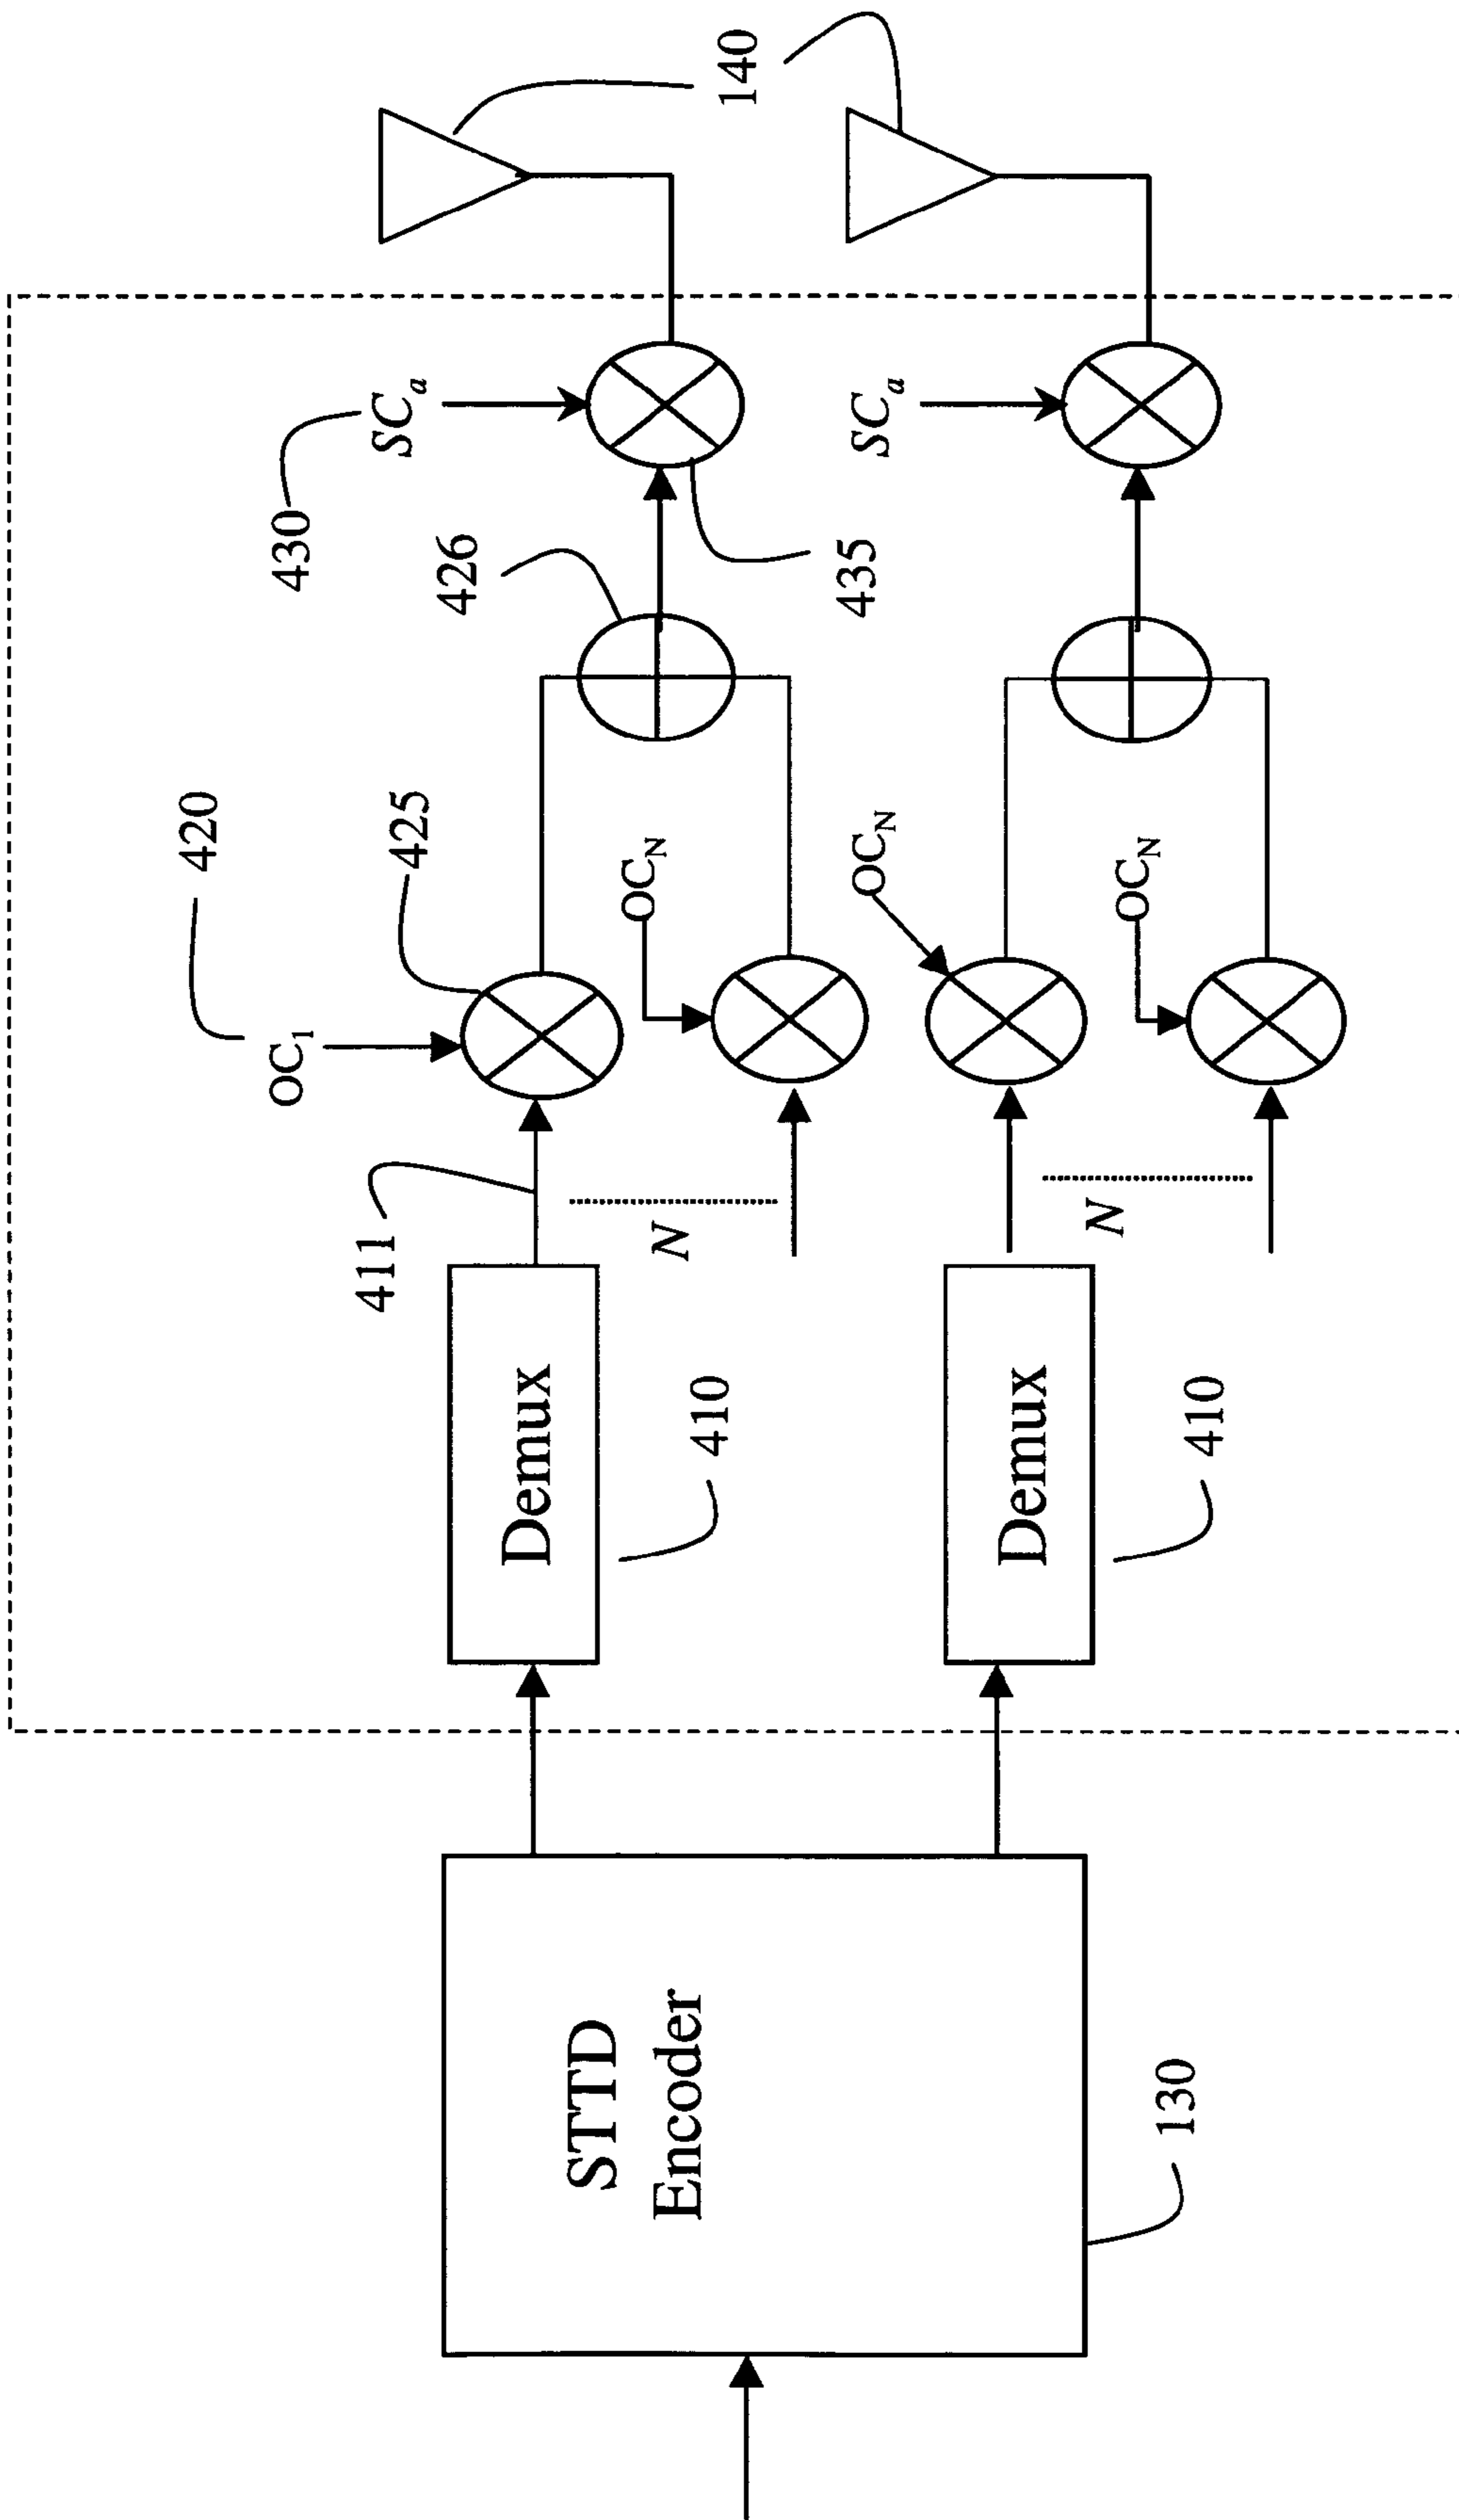 STTD
Encoder
130
Demux
410
Demux
410
411
N
N
420
OC1
425
OCN
OCN
OCN
426
430
SCa
435
SCa
140